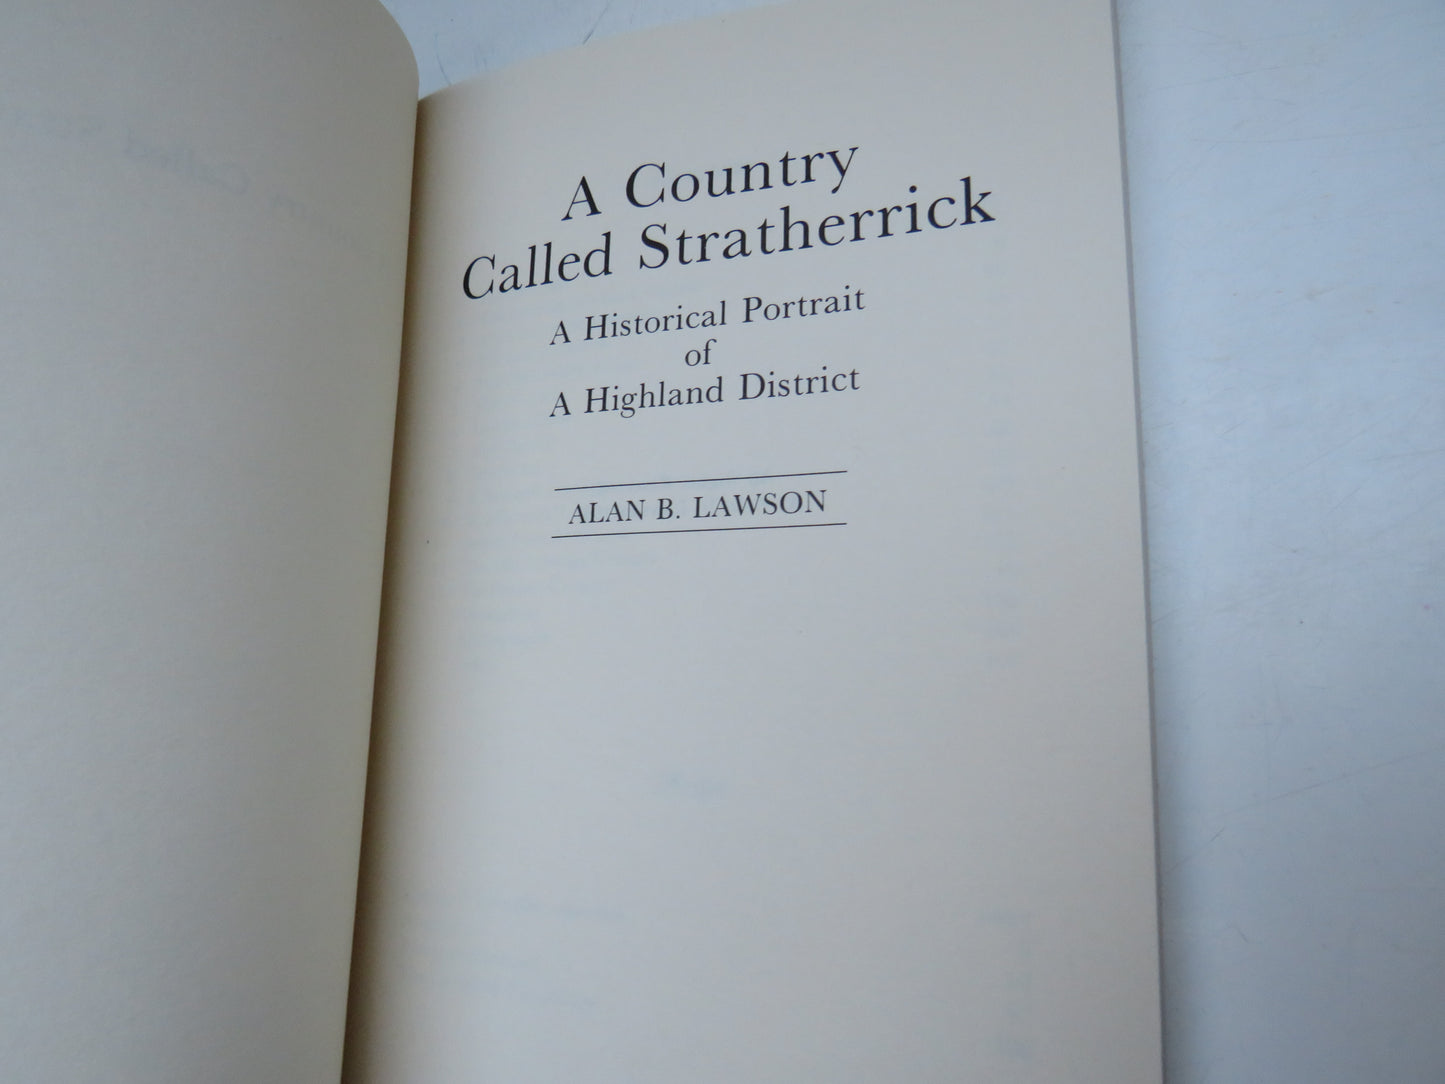 A Country
Called Stratherrick
A Historical Portrait
of
A Highland District
ALAN B. LAWSON